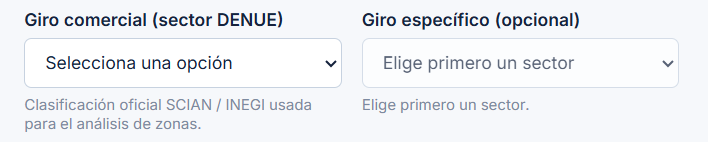 Giro comercial (sector DENUE)
Giro específico (opcional)
Selecciona una opción
Elige primero un sector
Clasificación oficial SCIAN / INEGI usada
para el análisis de zonas.
Elige primero un sector.